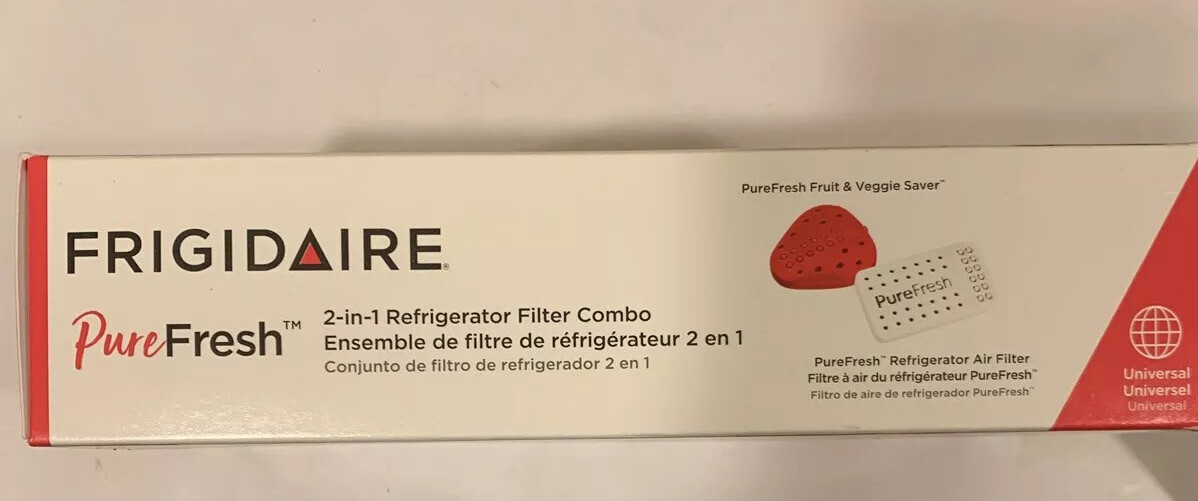 FRIGIDAIRE
PureFresh™
2-in-1 Refrigerator Filter Combo
Ensemble de filtre de réfrigérateur 2 en 1
Conjunto de filtro de refrigerador 2 en 1
PureFresh Fruit & Veggie Saver™
PureFresh
PureFresh™ Refrigerator Air Filter
Filtre à air du réfrigérateur PureFresh™
Filtro de aire de refrigerador PureFresh™
Universal
Universel
Universal